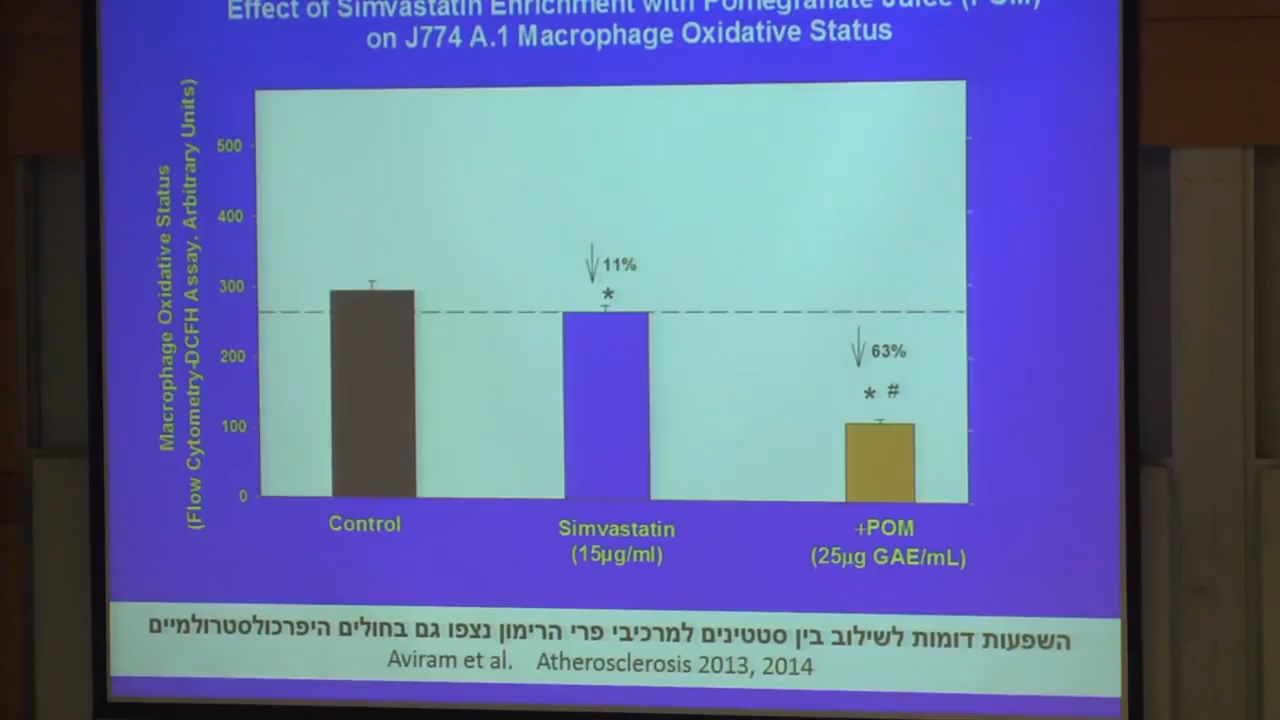 Effect of Simvastatin Enrichment with Pomegranate Juice (POM)
on J774 A.1 Macrophage Oxidative Status
Macrophage Oxidative Status
(Flow Cytometry-DCFH Assay, Arbitrary Units)
500
400
300
200
100
0
11%
*
63%
* #
Control
Simvastatin
(15µg/ml)
+POM
(25µg GAE/mL)
השפעות דומות לשילוב בין סטטינים למרכיבי פרי הרימון נצפו גם בחולים היפרכולסטרולמיים
Aviram et al. Atherosclerosis 2013, 2014